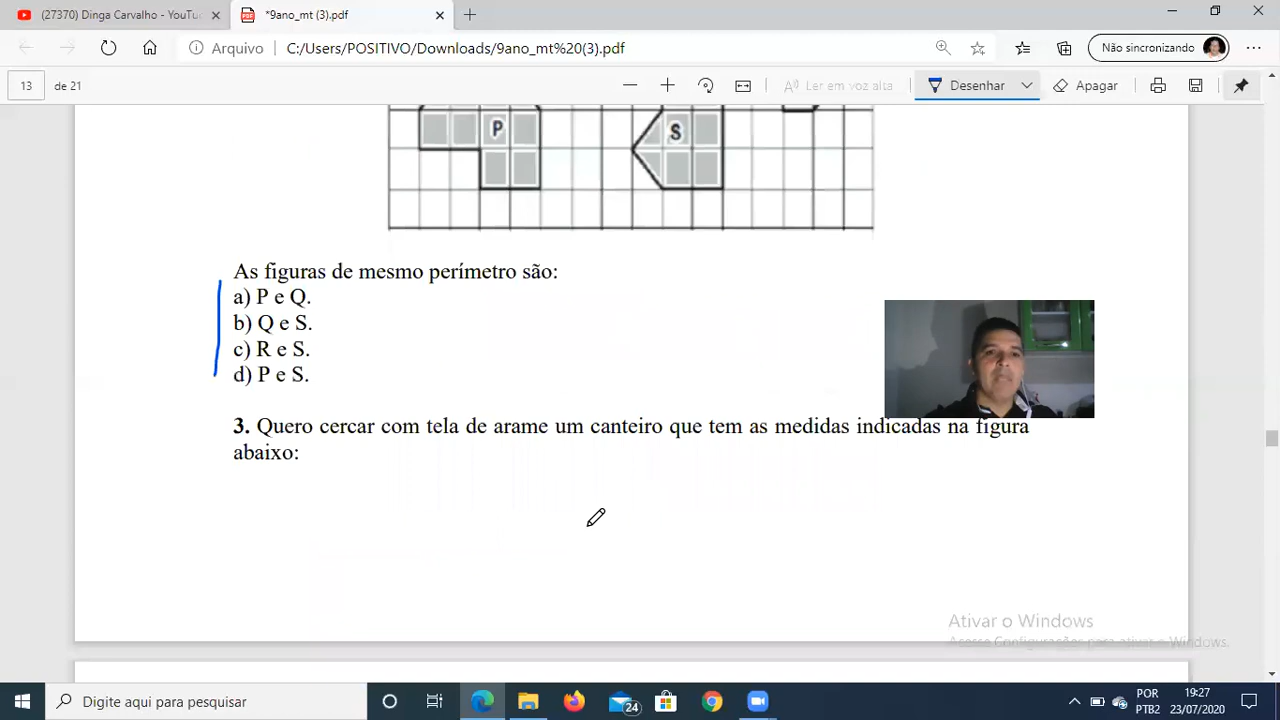 (27370) Dinga Carvalho - YouTu
*9ano_mt (3).pdf
Arquivo
C:/Users/POSITIVO/Downloads/9ano_mt%20(3).pdf
Não sincronizando
13
de 21
Ler em voz alta
Desenhar
Apagar
P
S
As figuras de mesmo perímetro são:
a) P e Q.
b) Q e S.
c) R e S.
d) P e S.
3. Quero cercar com tela de arame um canteiro que tem as medidas indicadas na figura
abaixo:
Ativar o Windows
Acesse Configurações para ativar o Windows.
Digite aqui para pesquisar
24
POR
PTB2
19:27
23/07/2020